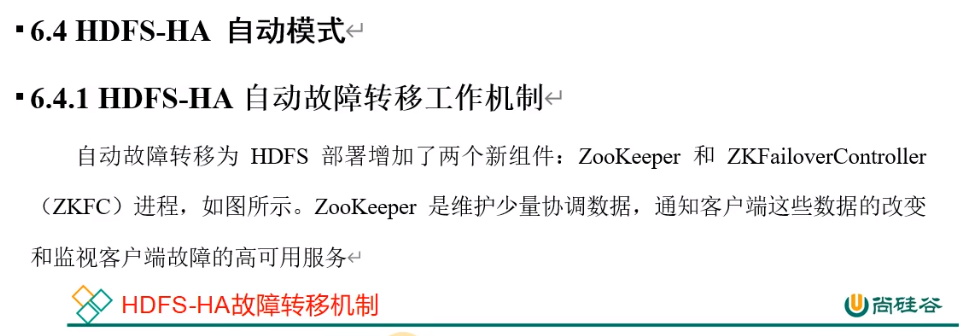 6.4 HDFS-HA 自动模式
6.4.1 HDFS-HA 自动故障转移工作机制
自动故障转移为 HDFS 部署增加了两个新组件：ZooKeeper 和 ZKFailoverController
（ZKFC）进程，如图所示。ZooKeeper 是维护少量协调数据，通知客户端这些数据的改变
和监视客户端故障的高可用服务
HDFS-HA故障转移机制
尚硅谷